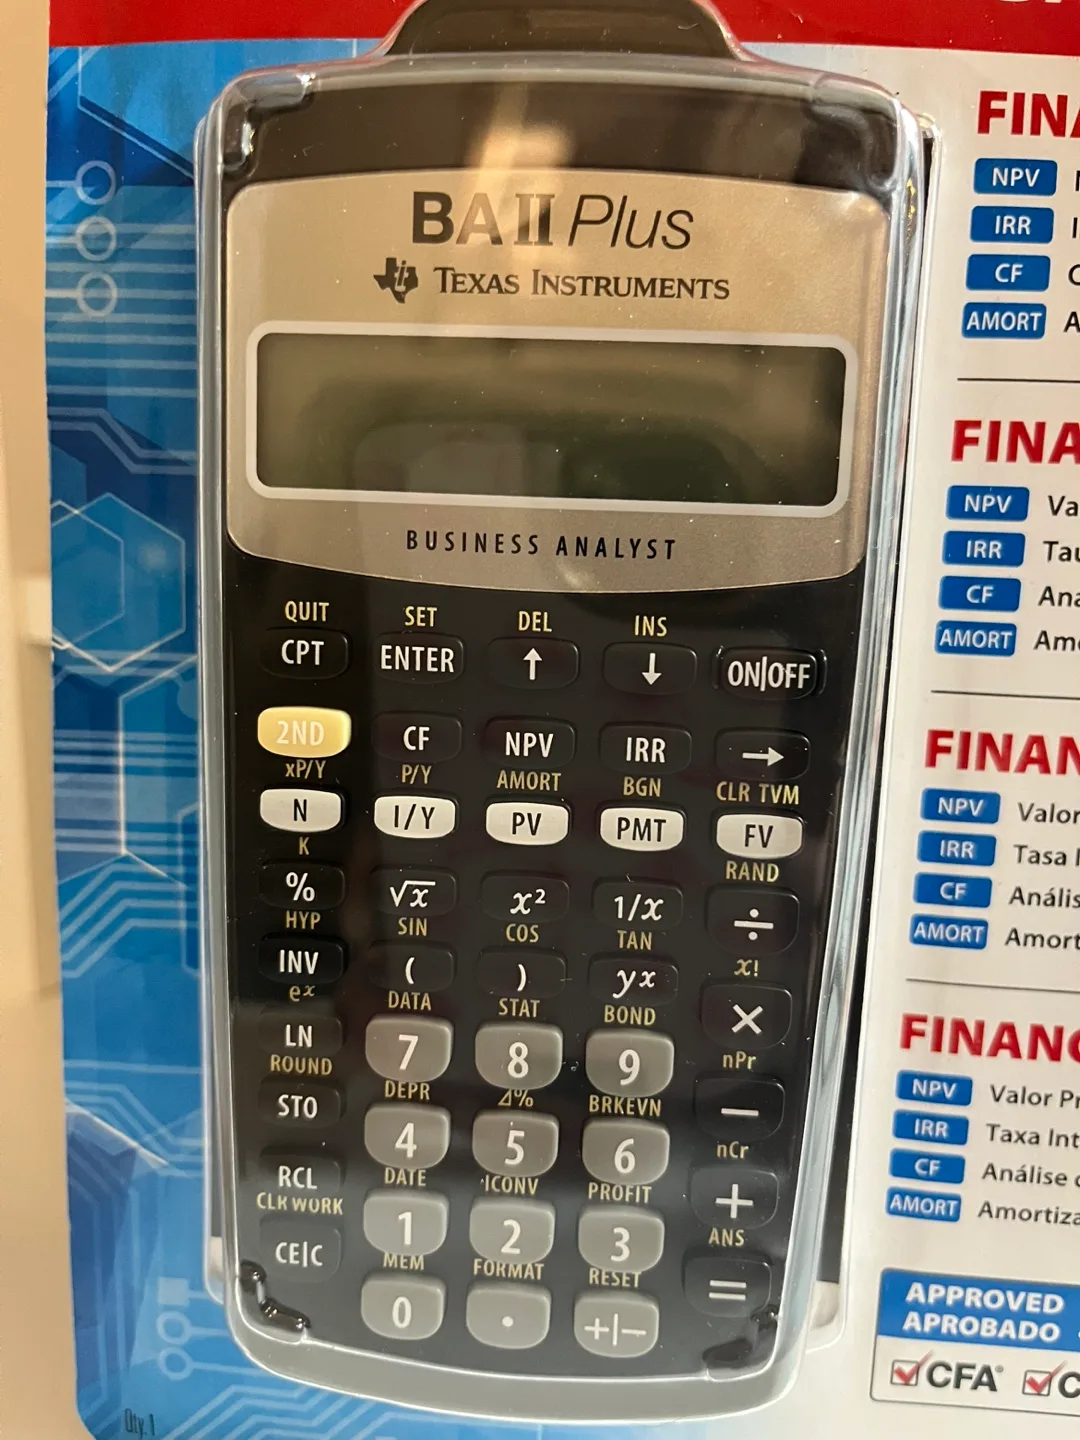 BA II Plus
TEXAS INSTRUMENTS
BUSINESS ANALYST
QUIT SET DEL INS
CPT ENTER ↑ ↓ ON|OFF
2ND CF NPV IRR →
xP/Y P/Y AMORT BGN CLR TVM
N I/Y PV PMT FV
K RAND
% √x x² 1/x ÷
HYP SIN COS TAN x!
INV ( ) yx ×
eˣ DATA STAT BOND nPr
LN 7 8 9 −
ROUND DEPR Δ% BRKEVN nCr
STO 4 5 6 +
DATE ICONV PROFIT ANS
RCL 1 2 3 =
CLR WORK MEM FORMAT RESET
CE|C 0 . +|−
NPV
IRR
CF
AMORT
NPV
IRR
CF
AMORT
NPV Valor
IRR Tasa
CF
AMORT
NPV Valor
IRR Taxa
CF
AMORT
APPROVED
APROBADO
CFA®
Qty. 1